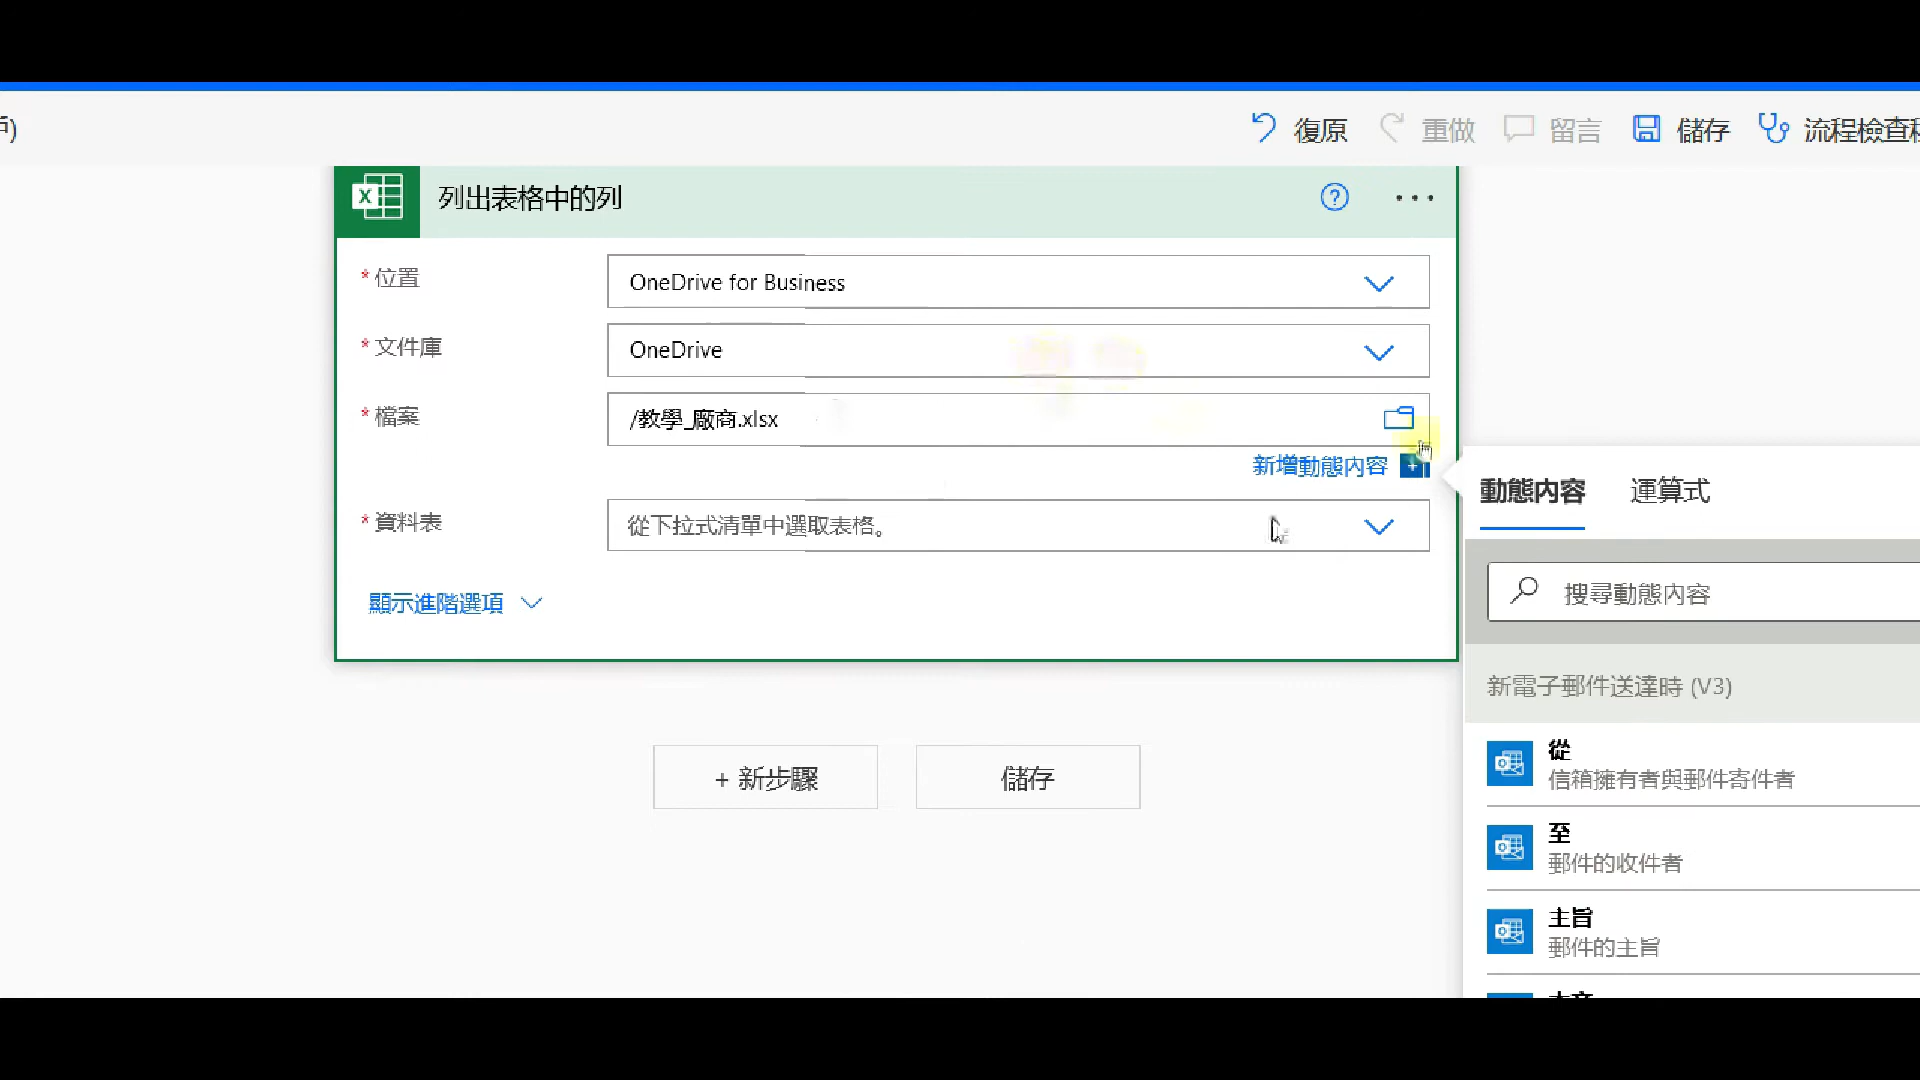 戶)
復原 重做 留言 儲存 流程檢查程
列出表格中的列
* 位置
OneDrive for Business
* 文件庫
OneDrive
* 檔案
/教學_廠商.xlsx
新增動態內容
* 資料表
從下拉式清單中選取表格。
顯示進階選項
+ 新步驟
儲存
動態內容 運算式
搜尋動態內容
新電子郵件送達時 (V3)
從
信箱擁有者與郵件寄件者
至
郵件的收件者
主旨
郵件的主旨